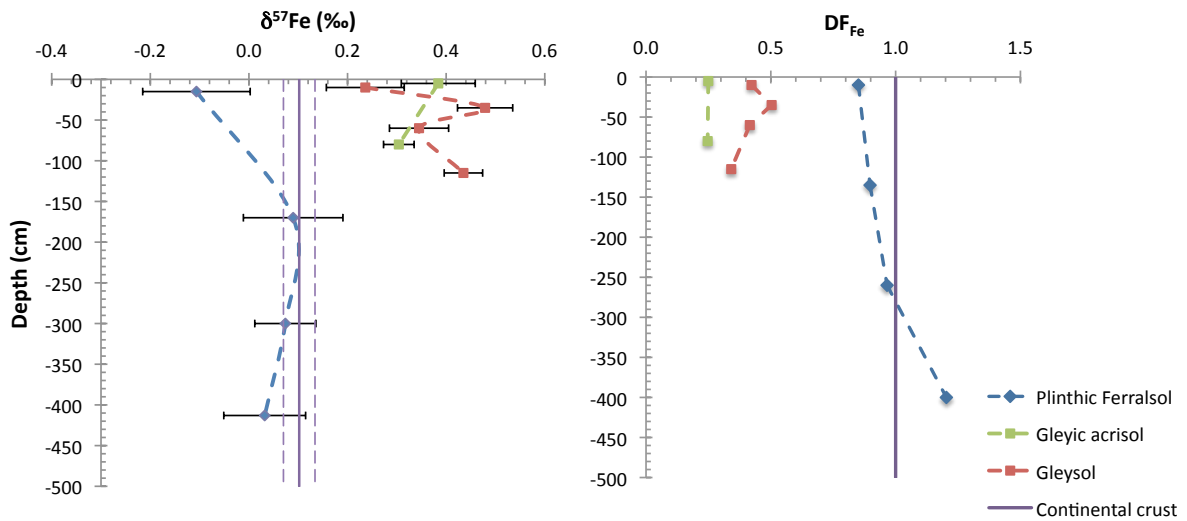 δ⁵⁷Fe (‰)
-0.4 -0.2 0.0 0.2 0.4 0.6
0
-50
-100
-150
-200
-250
-300
-350
-400
-450
-500
Depth (cm)
DF_Fe
0.0 0.5 1.0 1.5
0
-50
-100
-150
-200
-250
-300
-350
-400
-450
-500
Plinthic Ferralsol
Gleyic acrisol
Gleysol
Continental crust